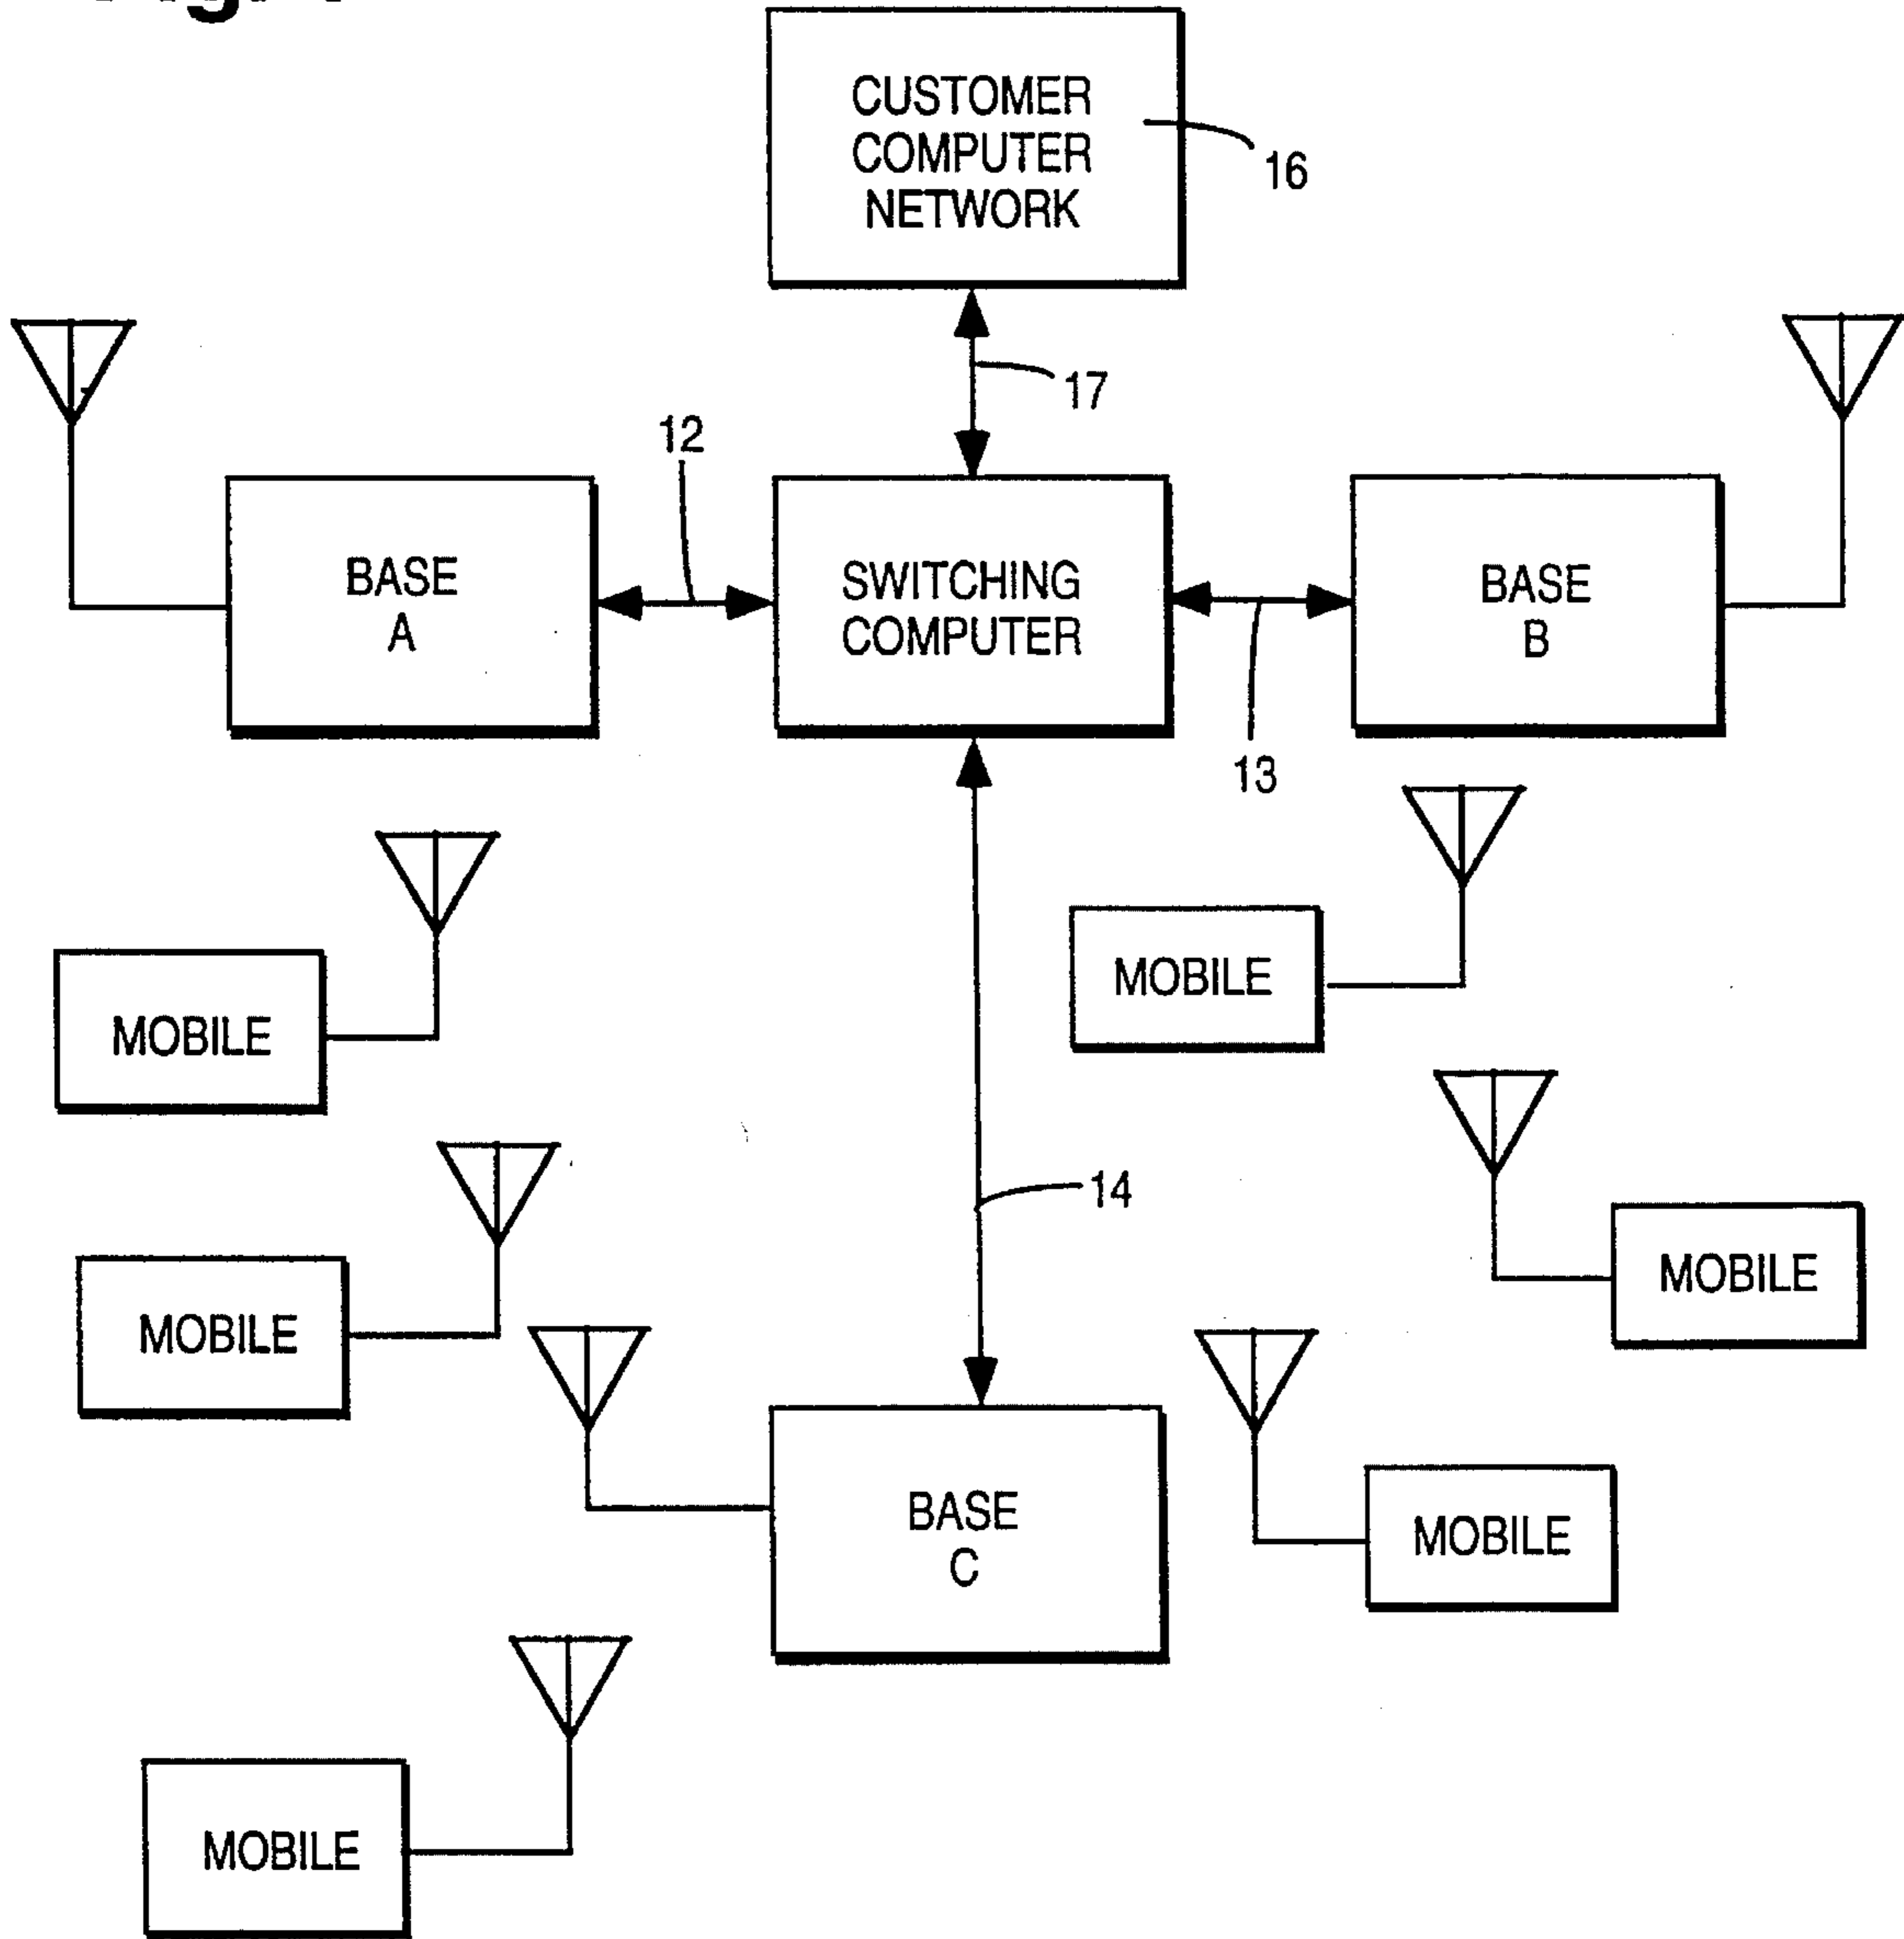 CUSTOMER
COMPUTER
NETWORK
16
17
12
BASE
A
SWITCHING
COMPUTER
BASE
B
13
MOBILE
MOBILE
14
MOBILE
MOBILE
BASE
C
MOBILE
MOBILE